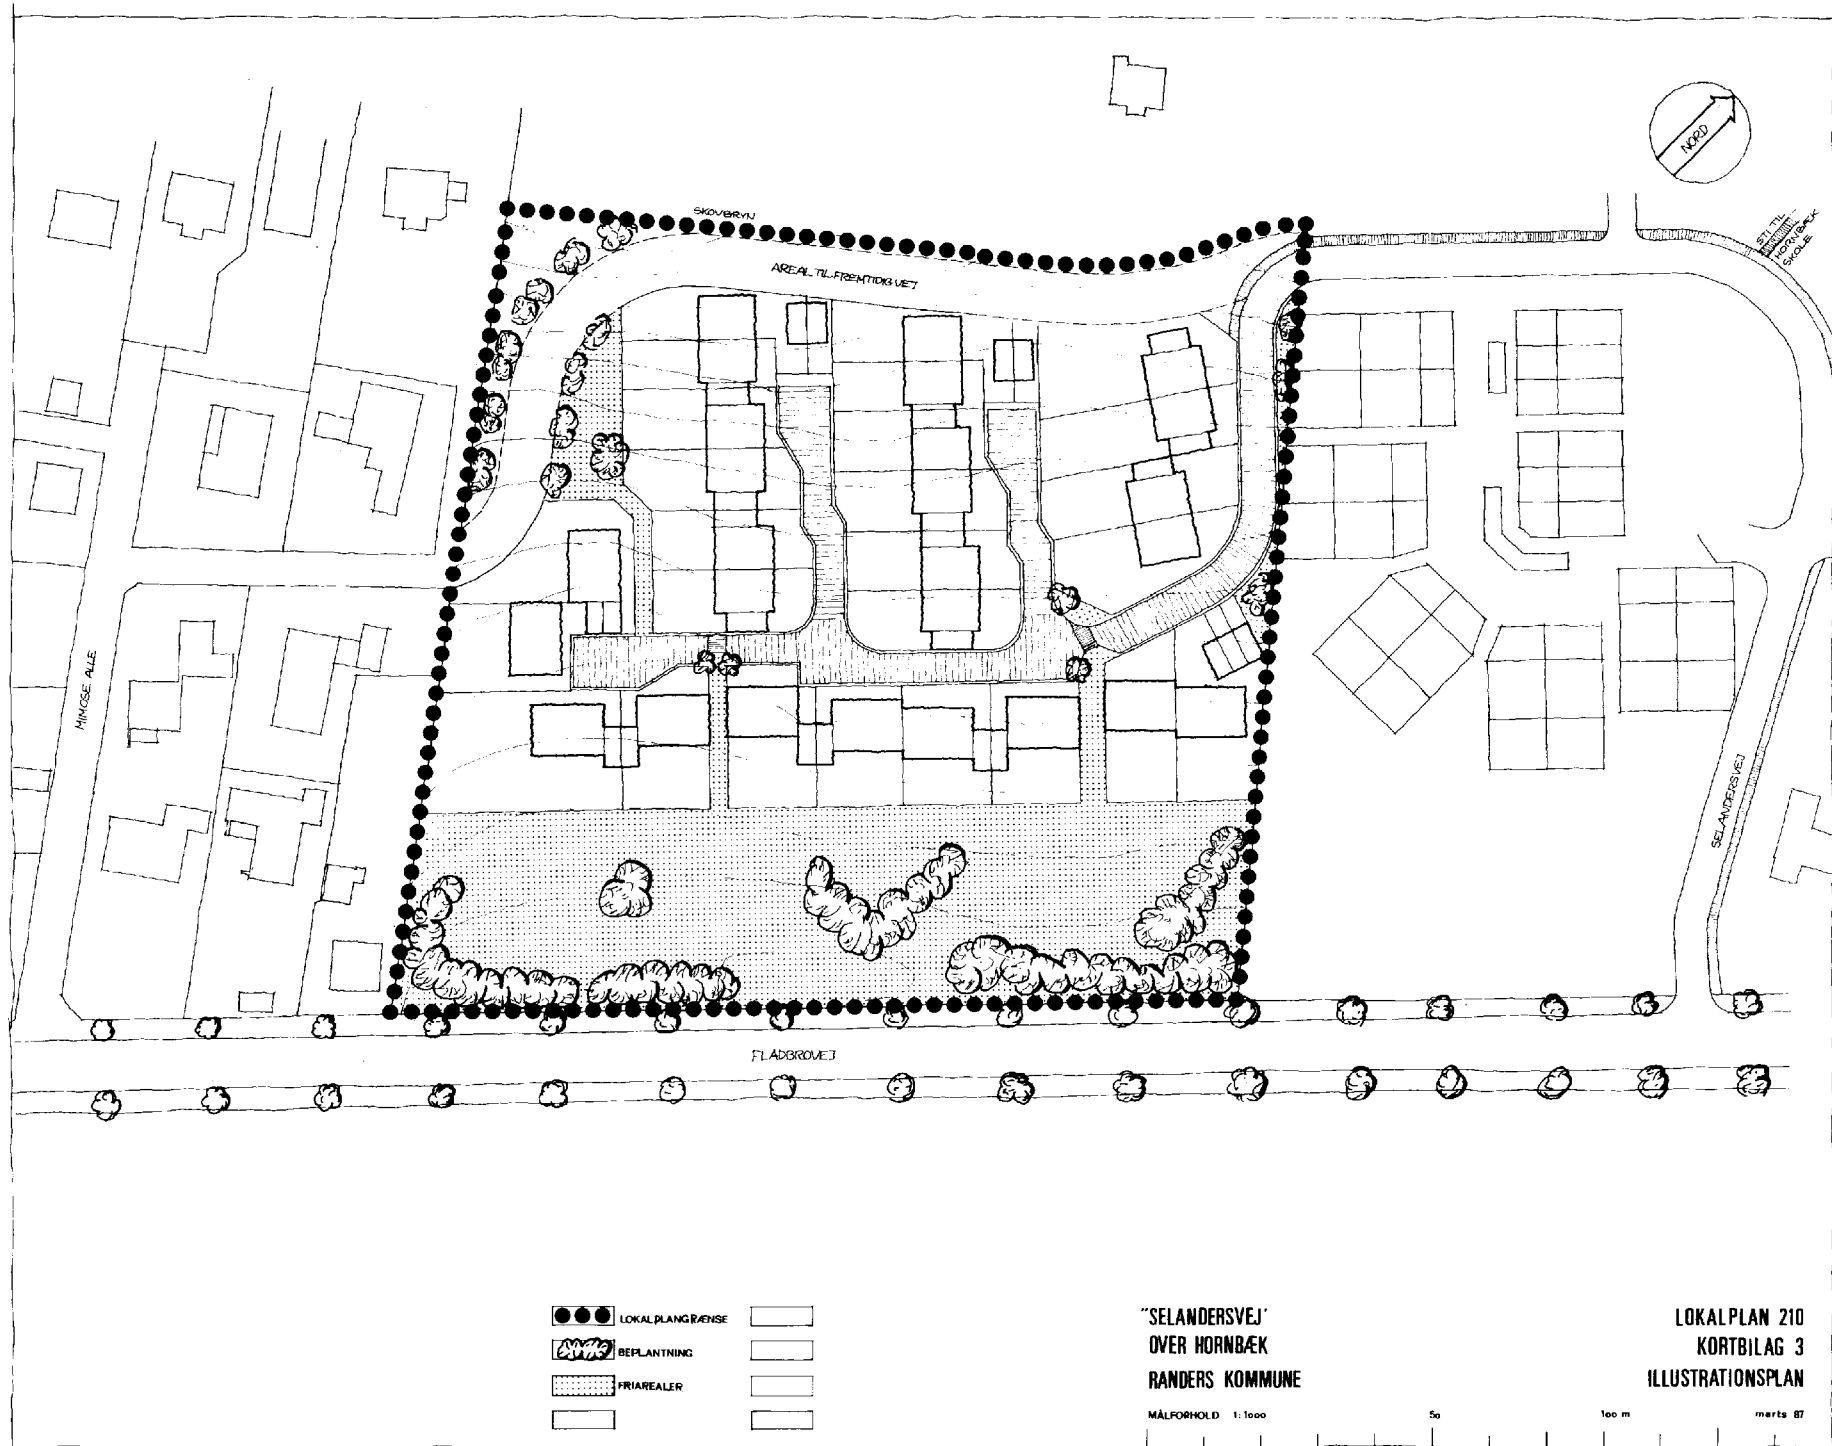 NORD
STI TIL
HORNBÆK
SKOLE
SKOVBRYN
AREAL TIL FREMTIDIG VEJ
MIMOSE ALLE
SELANDERSVEJ
FLADBROVEJ
LOKALPLANGRÆNSE
BEPLANTNING
FRIAREALER
"SELANDERSVEJ"
OVER HORNBÆK
RANDERS KOMMUNE
MÅLFORHOLD 1:1000
50
100 m
LOKALPLAN 210
KORTBILAG 3
ILLUSTRATIONSPLAN
marts 87